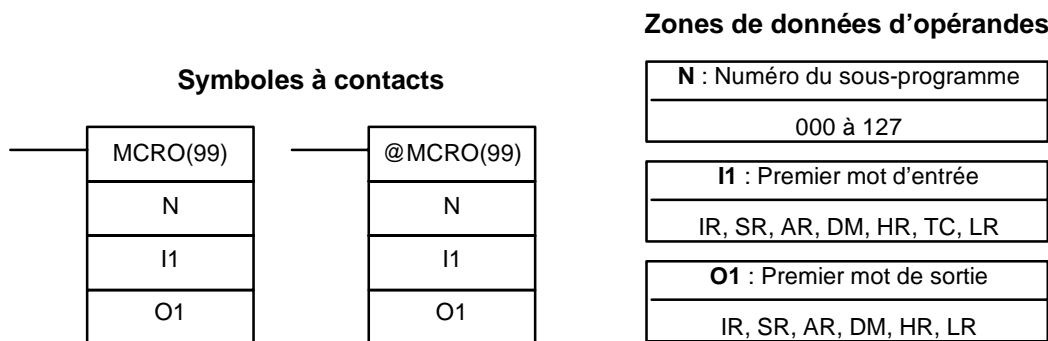 Zones de données d’opérandes
Symboles à contacts
N : Numéro du sous-programme
000 à 127
MCRO(99)
@MCRO(99)
N
N
I1 : Premier mot d’entrée
IR, SR, AR, DM, HR, TC, LR
I1
I1
O1 : Premier mot de sortie
O1
O1
IR, SR, AR, DM, HR, LR